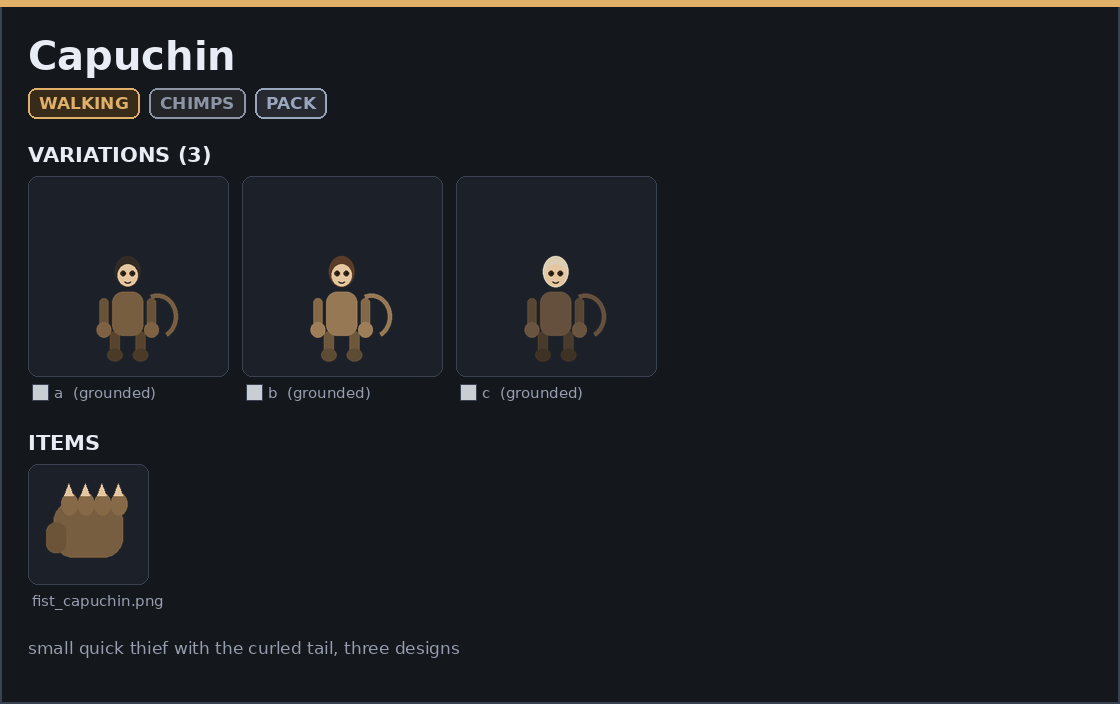 Capuchin
WALKING CHIMPS PACK
VARIATIONS (3)
a (grounded) b (grounded) c (grounded)
ITEMS
fist_capuchin.png
small quick thief with the curled tail, three designs